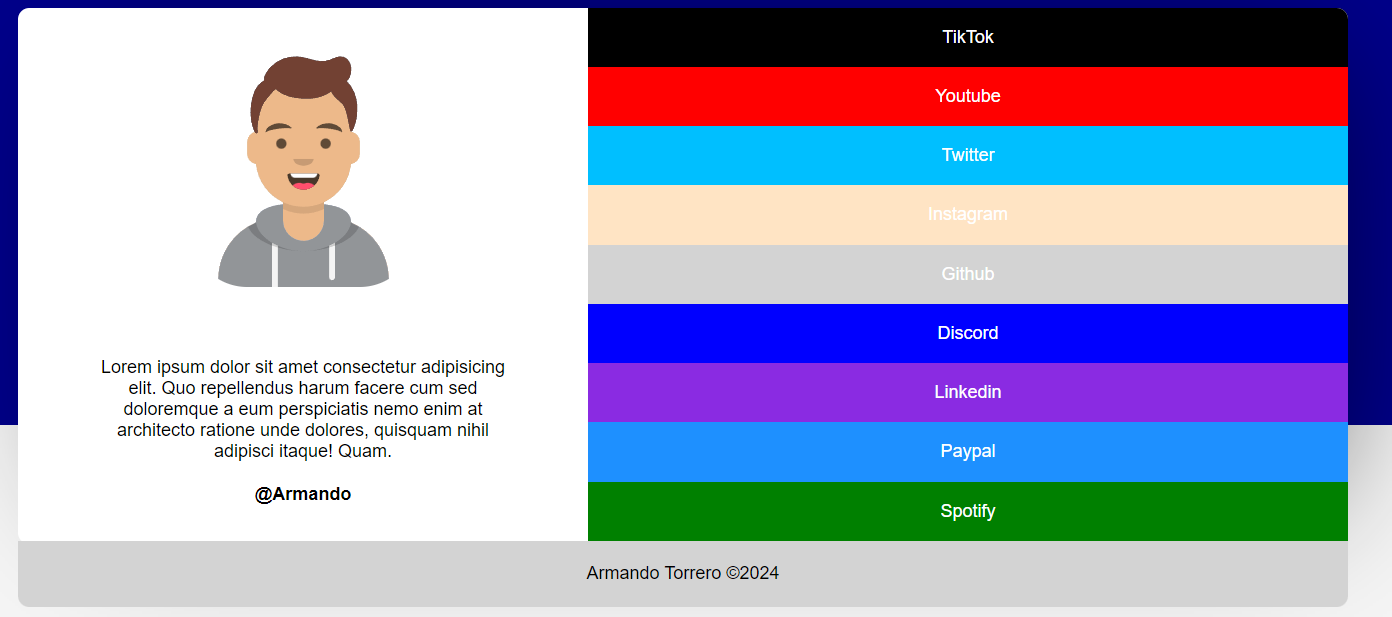 Lorem ipsum dolor sit amet consectetur adipisicing
elit. Quo repellendus harum facere cum sed
doloremque a eum perspiciatis nemo enim at
architecto ratione unde dolores, quisquam nihil
adipisci itaque! Quam.
@Armando
TikTok
Youtube
Twitter
Instagram
Github
Discord
Linkedin
Paypal
Spotify
Armando Torrero ©2024